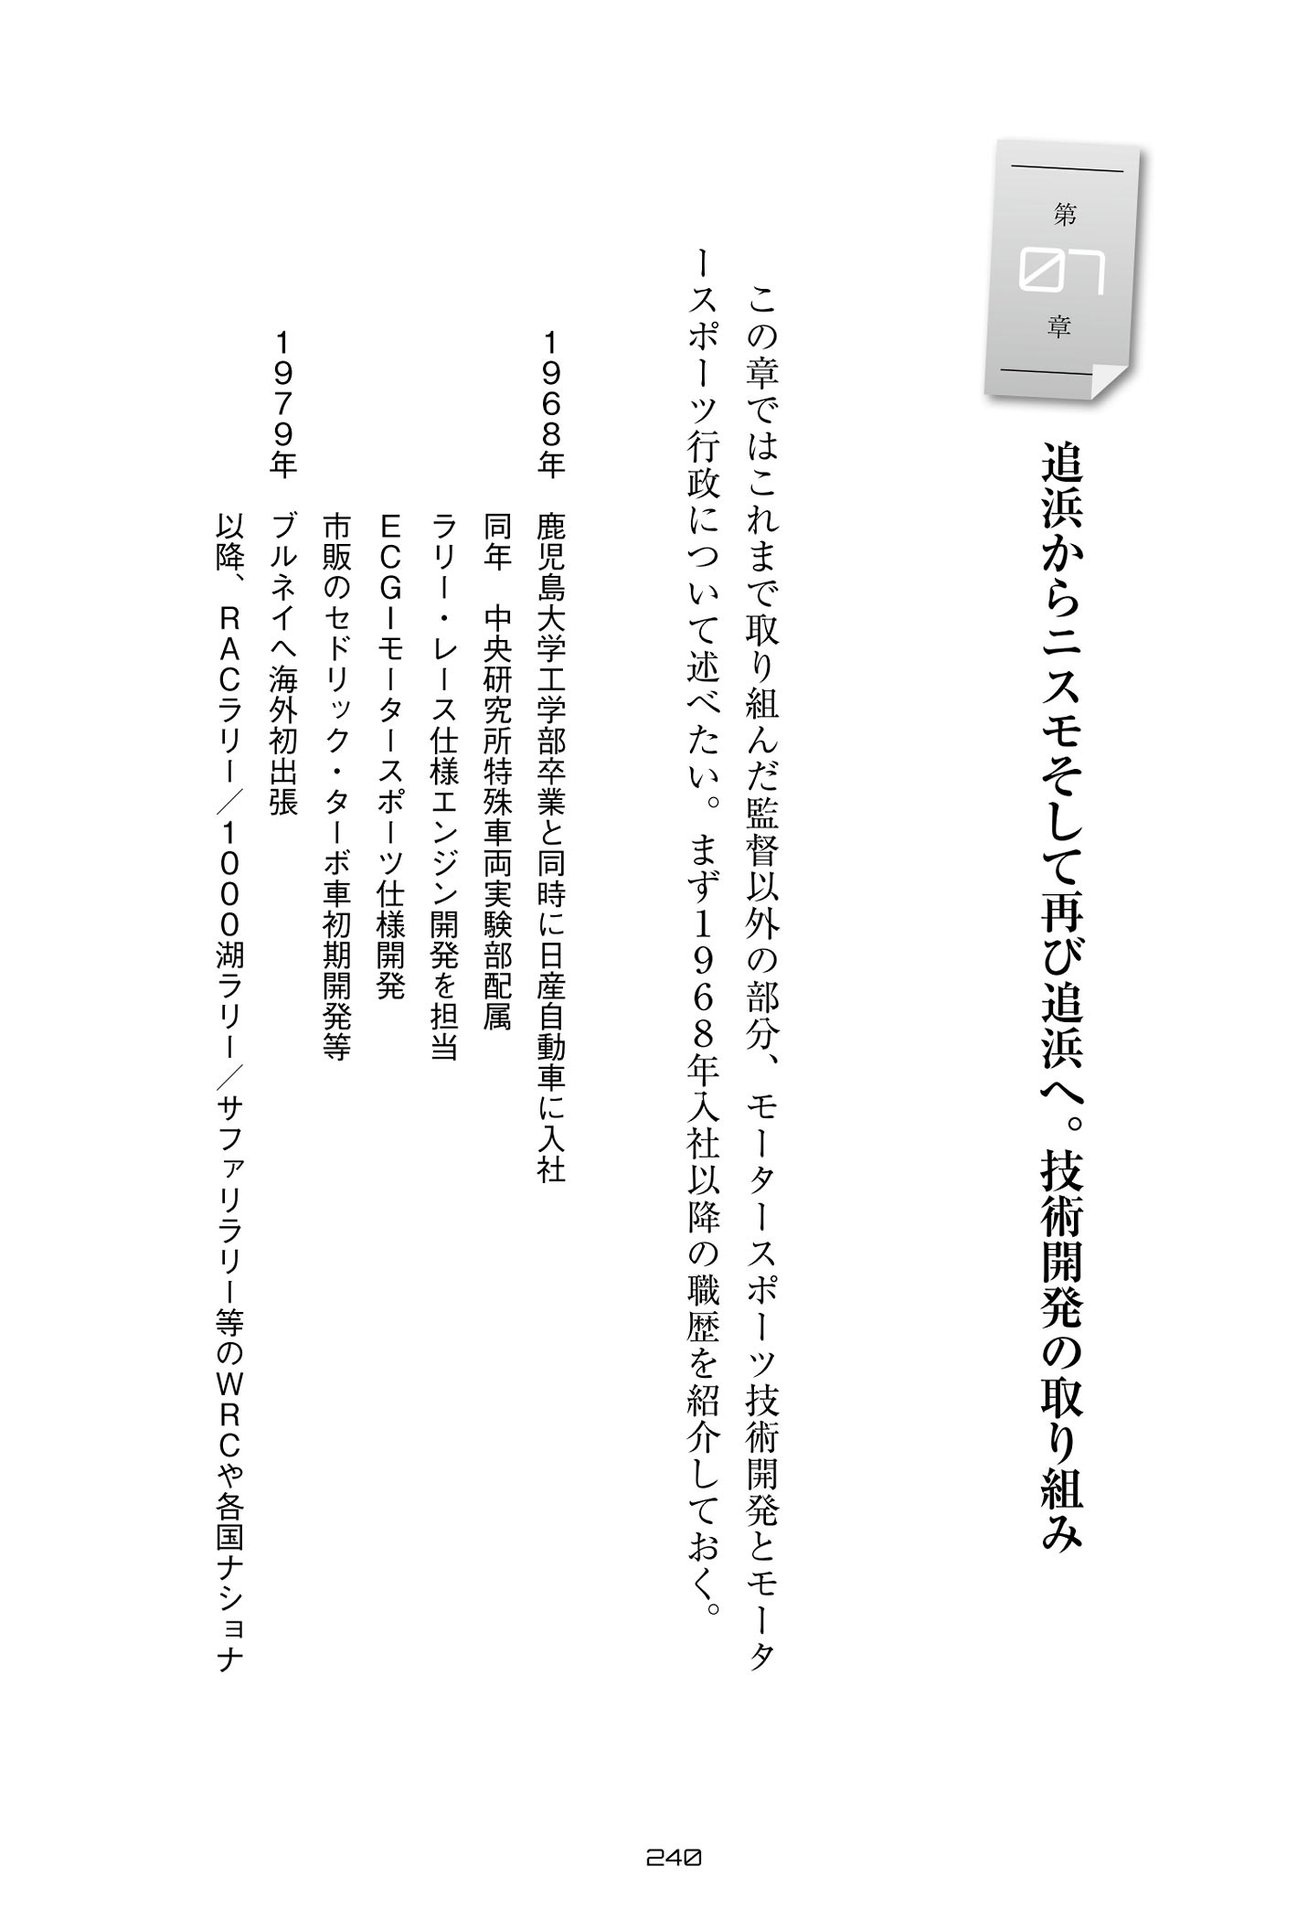 第
07
章
追浜からニスモそして再び追浜へ。技術開発の取り組み
この章ではこれまで取り組んだ監督以外の部分、モータースポーツ技術開発とモータ
ースポーツ行政について述べたい。まず1968年入社以降の職歴を紹介しておく。
1968年　鹿児島大学工学部卒業と同時に日産自動車に入社
同年　中央研究所特殊車両実験部配属
ラリー・レース仕様エンジン開発を担当
ECGIモータースポーツ仕様開発
市販のセドリック・ターボ車初期開発等
1979年　ブルネイへ海外初出張
以降、RACラリー／1000湖ラリー／サファリラリー等のWRCや各国ナショナ
240